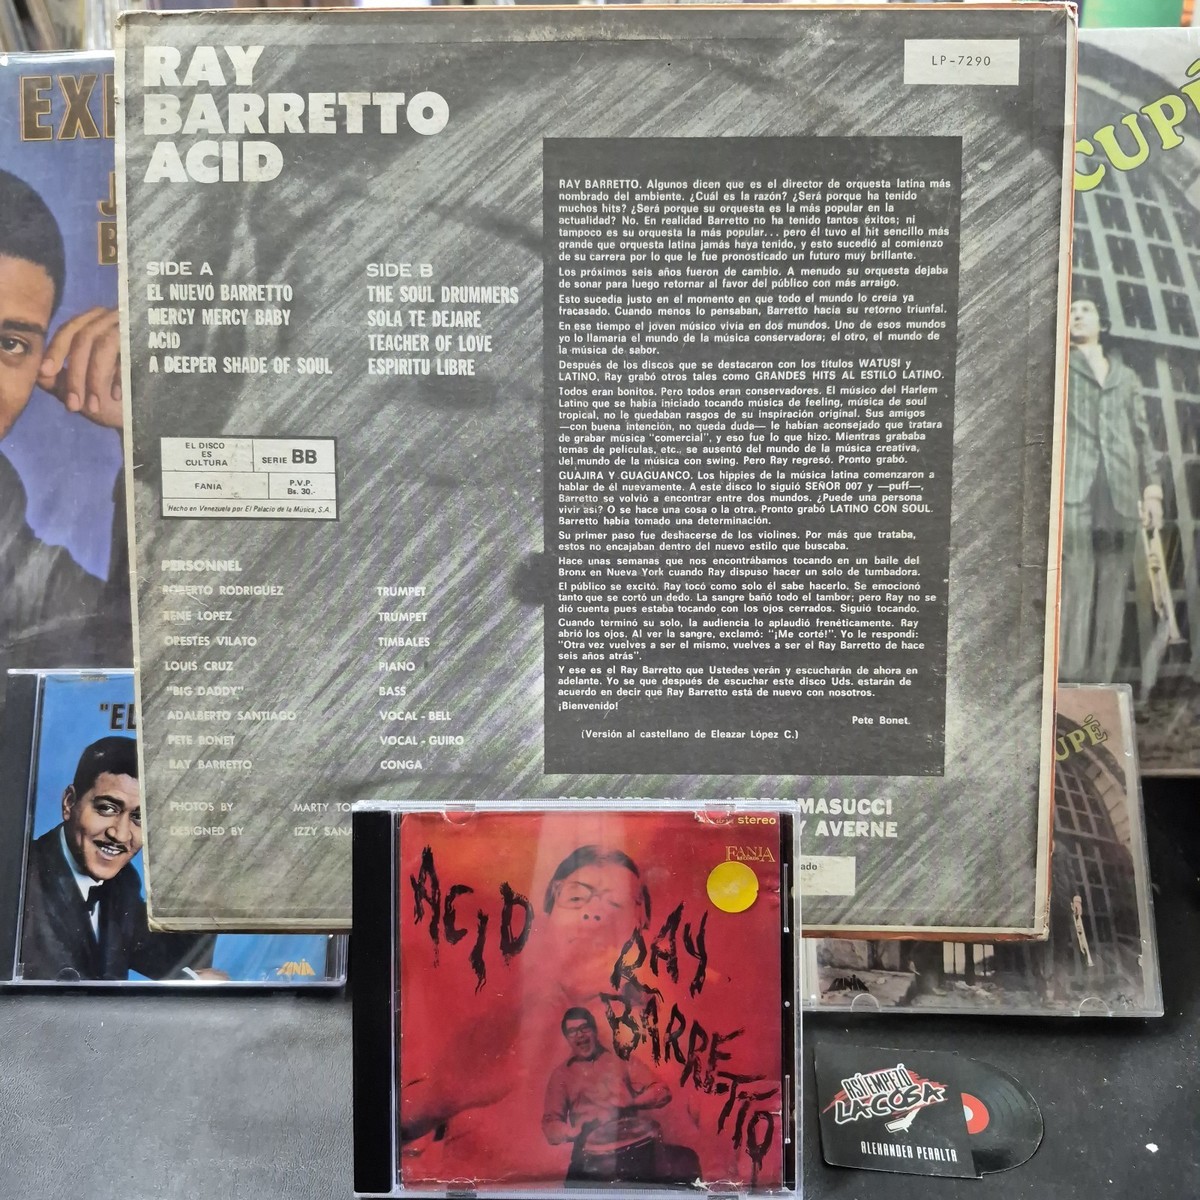 RAY
BARRETTO
ACID
LP-7290
CUPÉ
SIDE A
EL NUEVO BARRETTO
MERCY MERCY BABY
ACID
A DEEPER SHADE OF SOUL
SIDE B
THE SOUL DRUMMERS
SOLA TE DEJARE
TEACHER OF LOVE
ESPIRITU LIBRE
EL DISCO
ES
CULTURA
SERIE BB
FANIA
P.V.P.
Bs. 30.-
Hecho en Venezuela por El Palacio de la Música, S.A.
PERSONNEL
ROBERTO RODRIGUEZ TRUMPET
RENE LOPEZ TRUMPET
ORESTES VILATO TIMBALES
LOUIS CRUZ PIANO
"BIG DADDY" BASS
ADALBERTO SANTIAGO VOCAL - BELL
PETE BONET VOCAL - GUIRO
RAY BARRETTO CONGA
PHOTOS BY MARTY
DESIGNED BY IZZY
RAY BARRETTO. Algunos dicen que es el director de orquesta latina más
nombrado del ambiente. ¿Cuál es la razón? ¿Será porque ha tenido
muchos hits? ¿Será porque su orquesta es la más popular en la
actualidad? No. En realidad Barretto no ha tenido tantos éxitos; ni
tampoco es su orquesta la más popular... pero él tuvo el hit sencillo más
grande que orquesta latina jamás haya tenido, y esto sucedió al comienzo
de su carrera por lo que le fue pronosticado un futuro muy brillante.
Los próximos seis años fueron de cambio. A menudo su orquesta dejaba
de sonar para luego retornar al favor del público con más arraigo.
Esto sucedía justo en el momento en que todo el mundo lo creía ya
fracasado. Cuando menos lo pensaban, Barretto hacía su retorno triunfal.
En ese tiempo el joven músico vivía en dos mundos. Uno de esos mundos
yo lo llamaría el mundo de la música conservadora; el otro, el mundo de
la música de sabor.
Después de los discos que se destacaron con los títulos WATUSI y
LATINO, Ray grabó otros tales como GRANDES HITS AL ESTILO LATINO.
Todos eran bonitos. Pero todos eran conservadores. El músico del Harlem
Latino que se había iniciado tocando música de feeling, música de soul
tropical, no le quedaban rasgos de su inspiración original. Sus amigos
—con buena intención, no queda duda— le habían aconsejado que tratara
de grabar música "comercial", y eso fue lo que hizo. Mientras grababa
temas de películas, etc., se ausentó del mundo de la música creativa,
del mundo de la música con swing. Pero Ray regresó. Pronto grabó.
GUAJIRA Y GUAGUANCO. Los hippies de la música latina comenzaron a
hablar de él nuevamente. A este disco lo siguió SEÑOR 007 y —puff—,
Barretto se volvió a encontrar entre dos mundos. ¿Puede una persona
vivir así? O se hace una cosa o la otra. Pronto grabó LATINO CON SOUL.
Barretto había tomado una determinación.
Su primer paso fue deshacerse de los violines. Por más que trataba,
estos no encajaban dentro del nuevo estilo que buscaba.
Hace unas semanas que nos encontrábamos tocando en un baile del
Bronx en Nueva York cuando Ray dispuso hacer un solo de tumbadora.
El público se excitó. Ray tocó como solo él sabe hacerlo. Se emocionó
tanto que se cortó un dedo. La sangre bañó todo el tambor; pero Ray no se
dió cuenta pues estaba tocando con los ojos cerrados. Siguió tocando.
Cuando terminó su solo, la audiencia lo aplaudió frenéticamente. Ray
abrió los ojos. Al ver la sangre, exclamó: "¡Me corté!". Yo le respondí:
"Otra vez vuelves a ser el mismo, vuelves a ser el Ray Barretto de hace
seis años atrás".
Y ese es el Ray Barretto que Ustedes verán y escucharán de ahora en
adelante. Yo se que después de escuchar este disco Uds. estarán de
acuerdo en decir que Ray Barretto está de nuevo con nosotros.
¡Bienvenido!
Pete Bonet.
(Versión al castellano de Eleazar López C.)
MASUCCI
AVERNE
stereo
FANIA
RECORDS
ACID
RAY
BARRETTO
"EL
FANIA
UPÉ
FANIA
ASÍ EMPEZÓ
LA COSA
ALEXANDER PERALTA